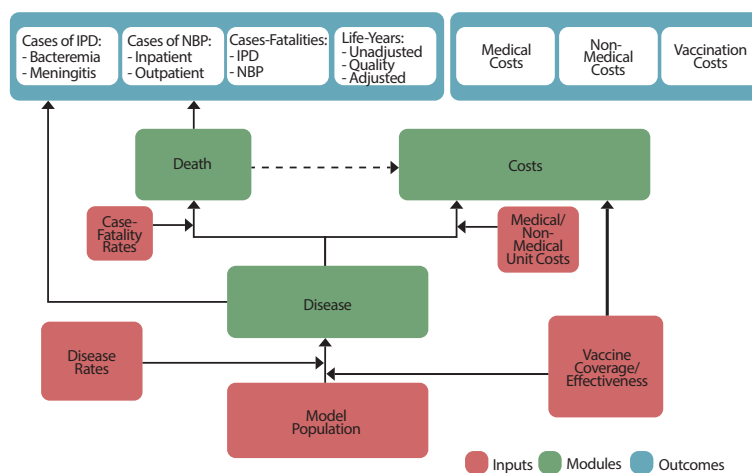 Cases of IPD:
- Bacteremia
- Meningitis
Cases of NBP:
- Inpatient
- Outpatient
Cases-Fatalities:
- IPD
- NBP
Life-Years:
- Unadjusted
- Quality
- Adjusted
Medical
Costs
Non-
Medical
Costs
Vaccination
Costs
Death
Costs
Case-
Fatality
Rates
Medical/
Non-
Medical
Unit Costs
Disease
Disease
Rates
Vaccine
Coverage/
Effectiveness
Model
Population
Inputs
Modules
Outcomes